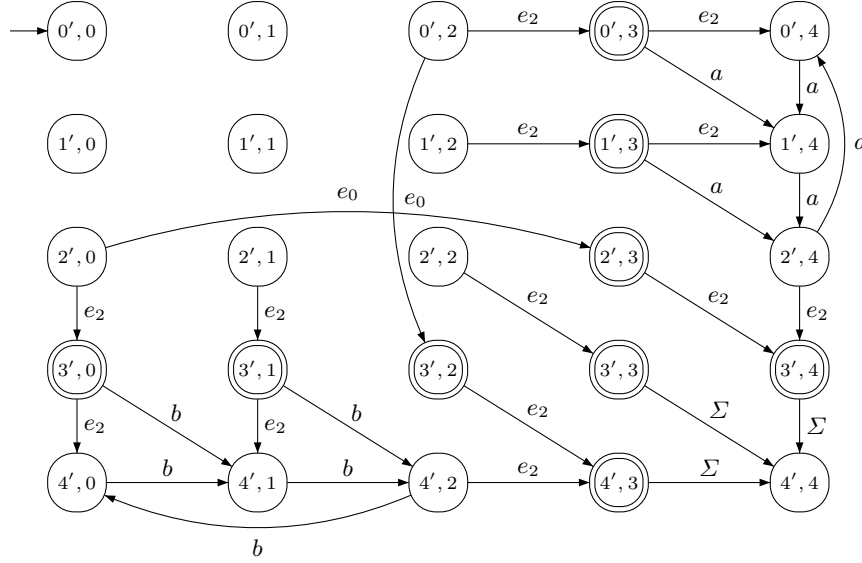 0′, 0 0′, 1 0′, 2 e₂ 0′, 3 e₂ 0′, 4
a a
1′, 0 1′, 1 1′, 2 e₂ 1′, 3 e₂ 1′, 4 a
e₀ e₀ a a
2′, 0 2′, 1 2′, 2 2′, 3 2′, 4
e₂ e₂ e₂ e₂ e₂
3′, 0 3′, 1 3′, 2 3′, 3 3′, 4
e₂ b e₂ b e₂ Σ Σ
4′, 0 b 4′, 1 b 4′, 2 e₂ 4′, 3 Σ 4′, 4
b